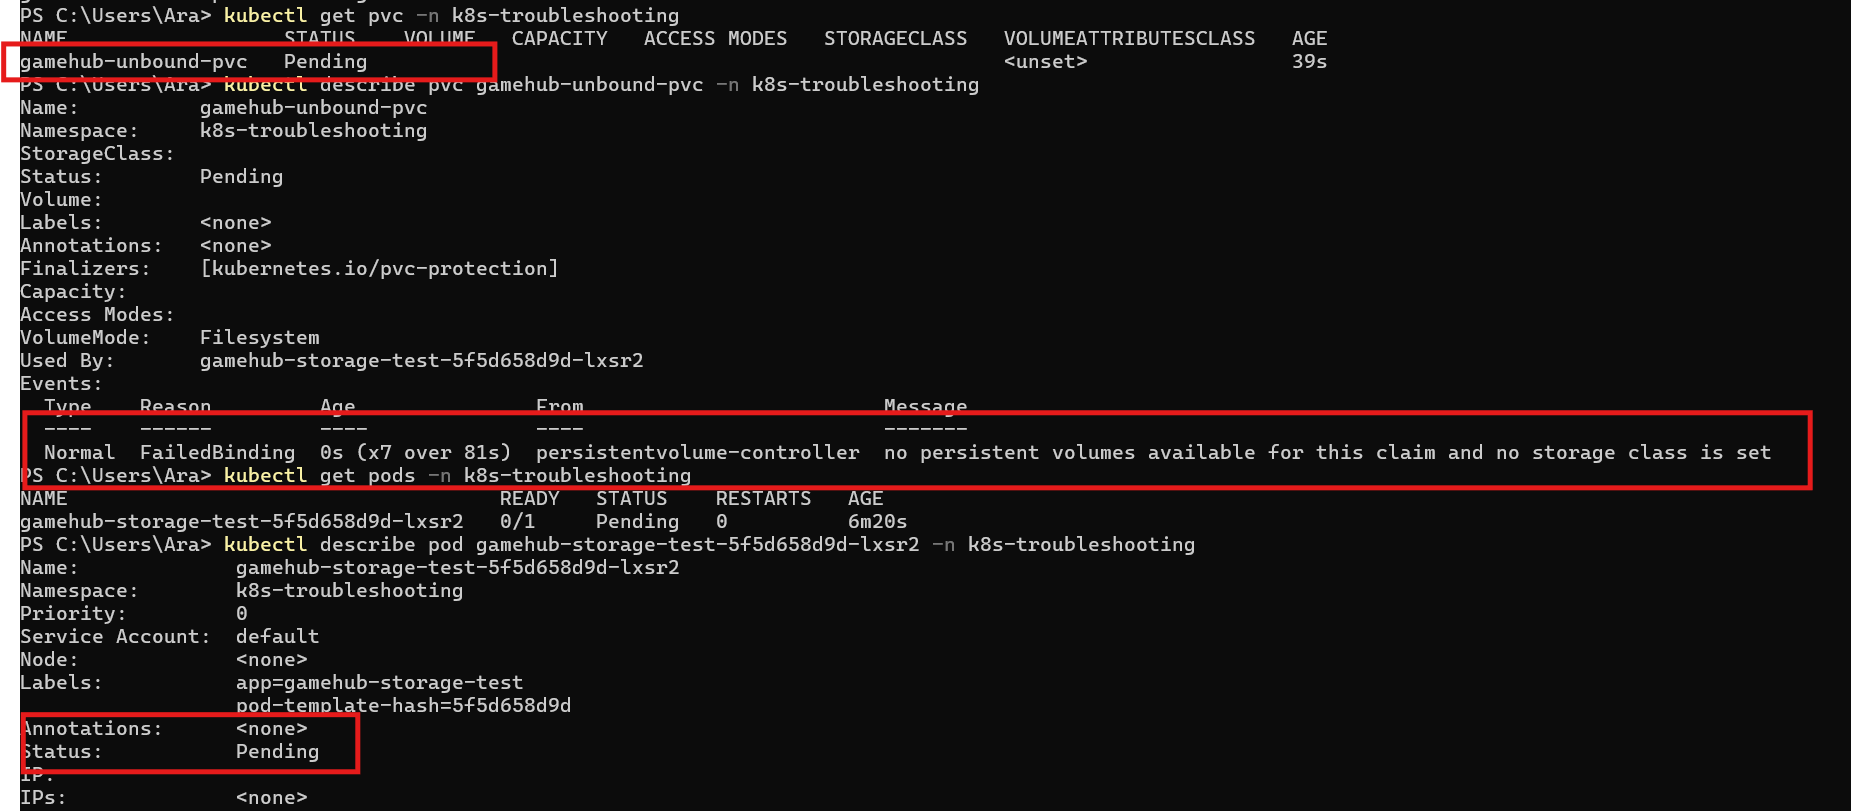 PS C:\Users\Ara> kubectl get pvc -n k8s-troubleshooting
NAME                  STATUS    VOLUME   CAPACITY   ACCESS MODES   STORAGECLASS   VOLUMEATTRIBUTESCLASS   AGE
gamehub-unbound-pvc   Pending                                                     <unset>                 39s
PS C:\Users\Ara> kubectl describe pvc gamehub-unbound-pvc -n k8s-troubleshooting
Name:          gamehub-unbound-pvc
Namespace:     k8s-troubleshooting
StorageClass:
Status:        Pending
Volume:
Labels:        <none>
Annotations:   <none>
Finalizers:    [kubernetes.io/pvc-protection]
Capacity:
Access Modes:
VolumeMode:    Filesystem
Used By:       gamehub-storage-test-5f5d658d9d-lxsr2
Events:
  Type    Reason         Age                From                         Message
  ----    ------         ----               ----                         -------
  Normal  FailedBinding  0s (x7 over 81s)  persistentvolume-controller  no persistent volumes available for this claim and no storage class is set
PS C:\Users\Ara> kubectl get pods -n k8s-troubleshooting
NAME                                    READY   STATUS    RESTARTS   AGE
gamehub-storage-test-5f5d658d9d-lxsr2   0/1     Pending   0          6m20s
PS C:\Users\Ara> kubectl describe pod gamehub-storage-test-5f5d658d9d-lxsr2 -n k8s-troubleshooting
Name:             gamehub-storage-test-5f5d658d9d-lxsr2
Namespace:        k8s-troubleshooting
Priority:         0
Service Account:  default
Node:             <none>
Labels:           app=gamehub-storage-test
                  pod-template-hash=5f5d658d9d
Annotations:      <none>
Status:           Pending
IP:
IPs:              <none>